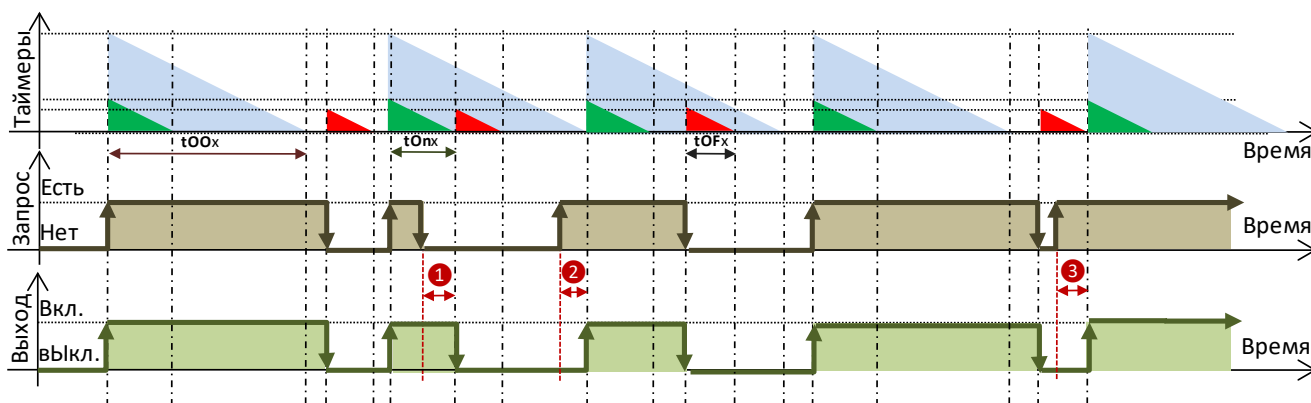 Таймеры
tOOx
tOnx
tOFx
Время
Запрос
Есть
Нет
Время
1
2
3
Выход
Вкл.
вЫкл.
Время